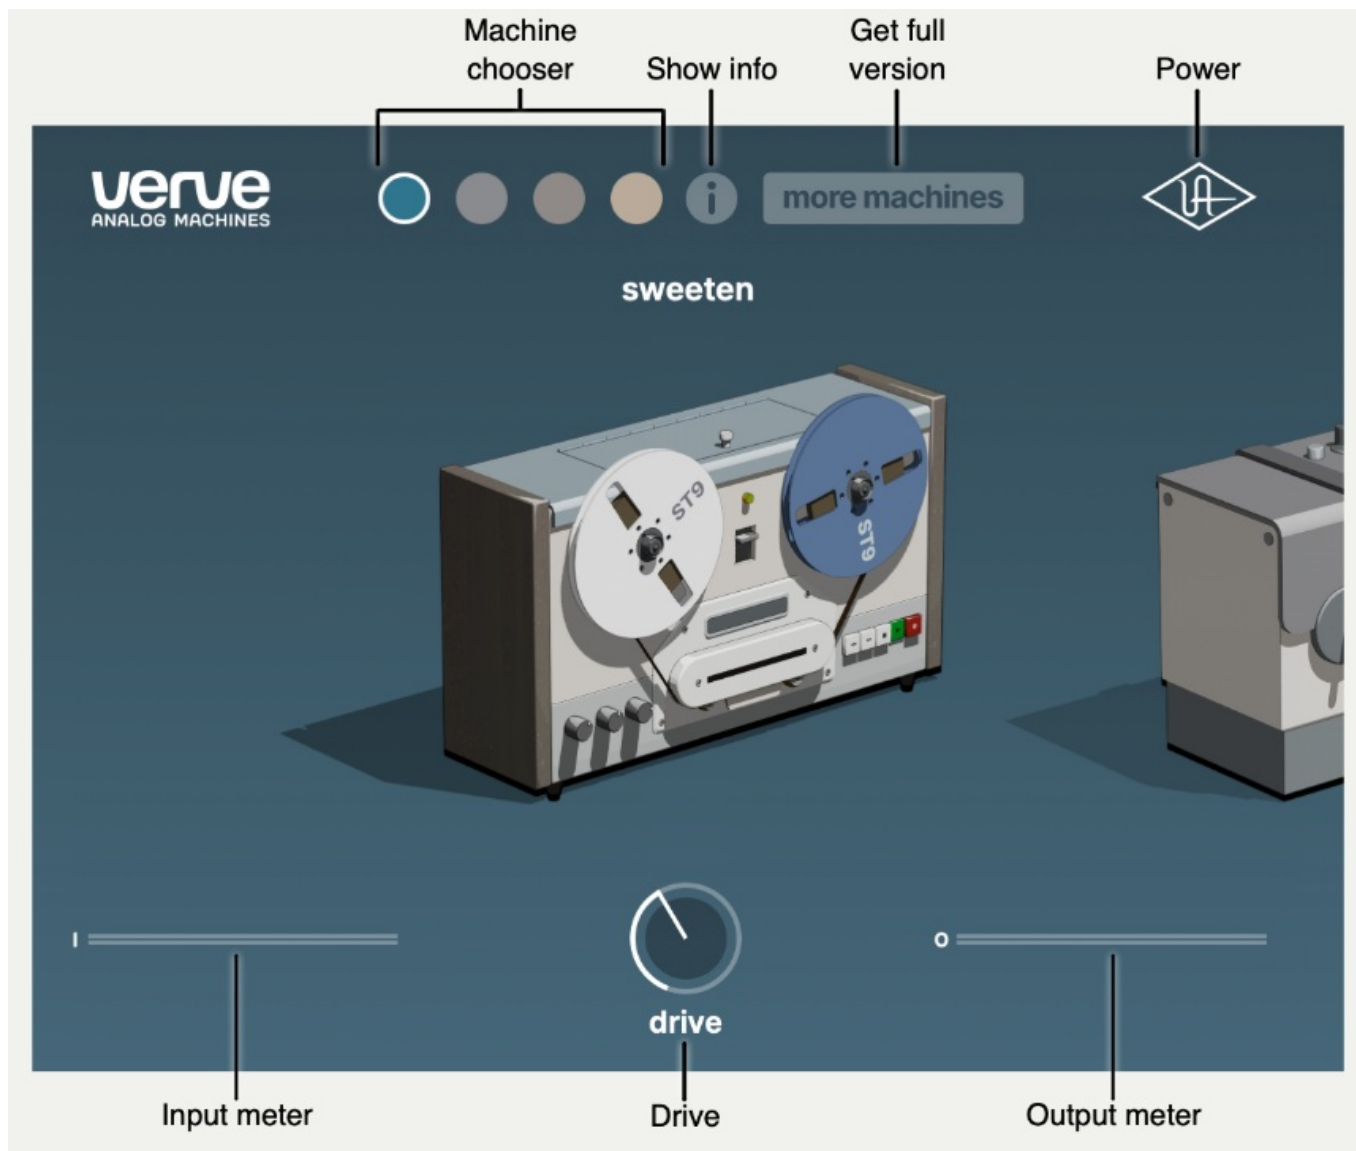 Machine
chooser
Show info
Get full
version
Power
verve
ANALOG MACHINES
i
more machines
UA
sweeten
ST9
ST9
I
O
drive
Input meter
Drive
Output meter